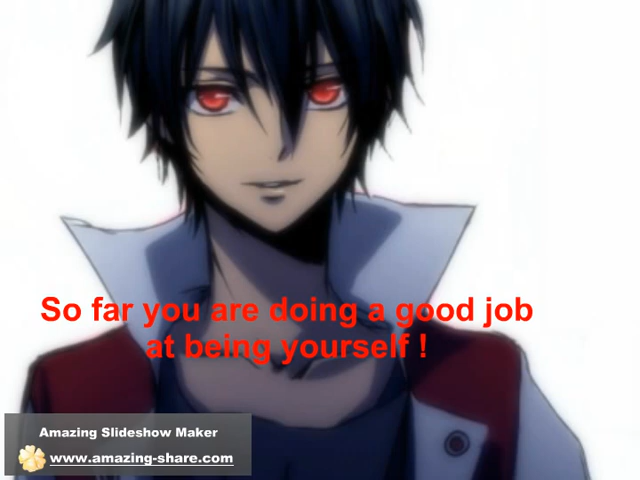 So far you are doing a good job
at being yourself !
Amazing Slideshow Maker
www.amazing-share.com